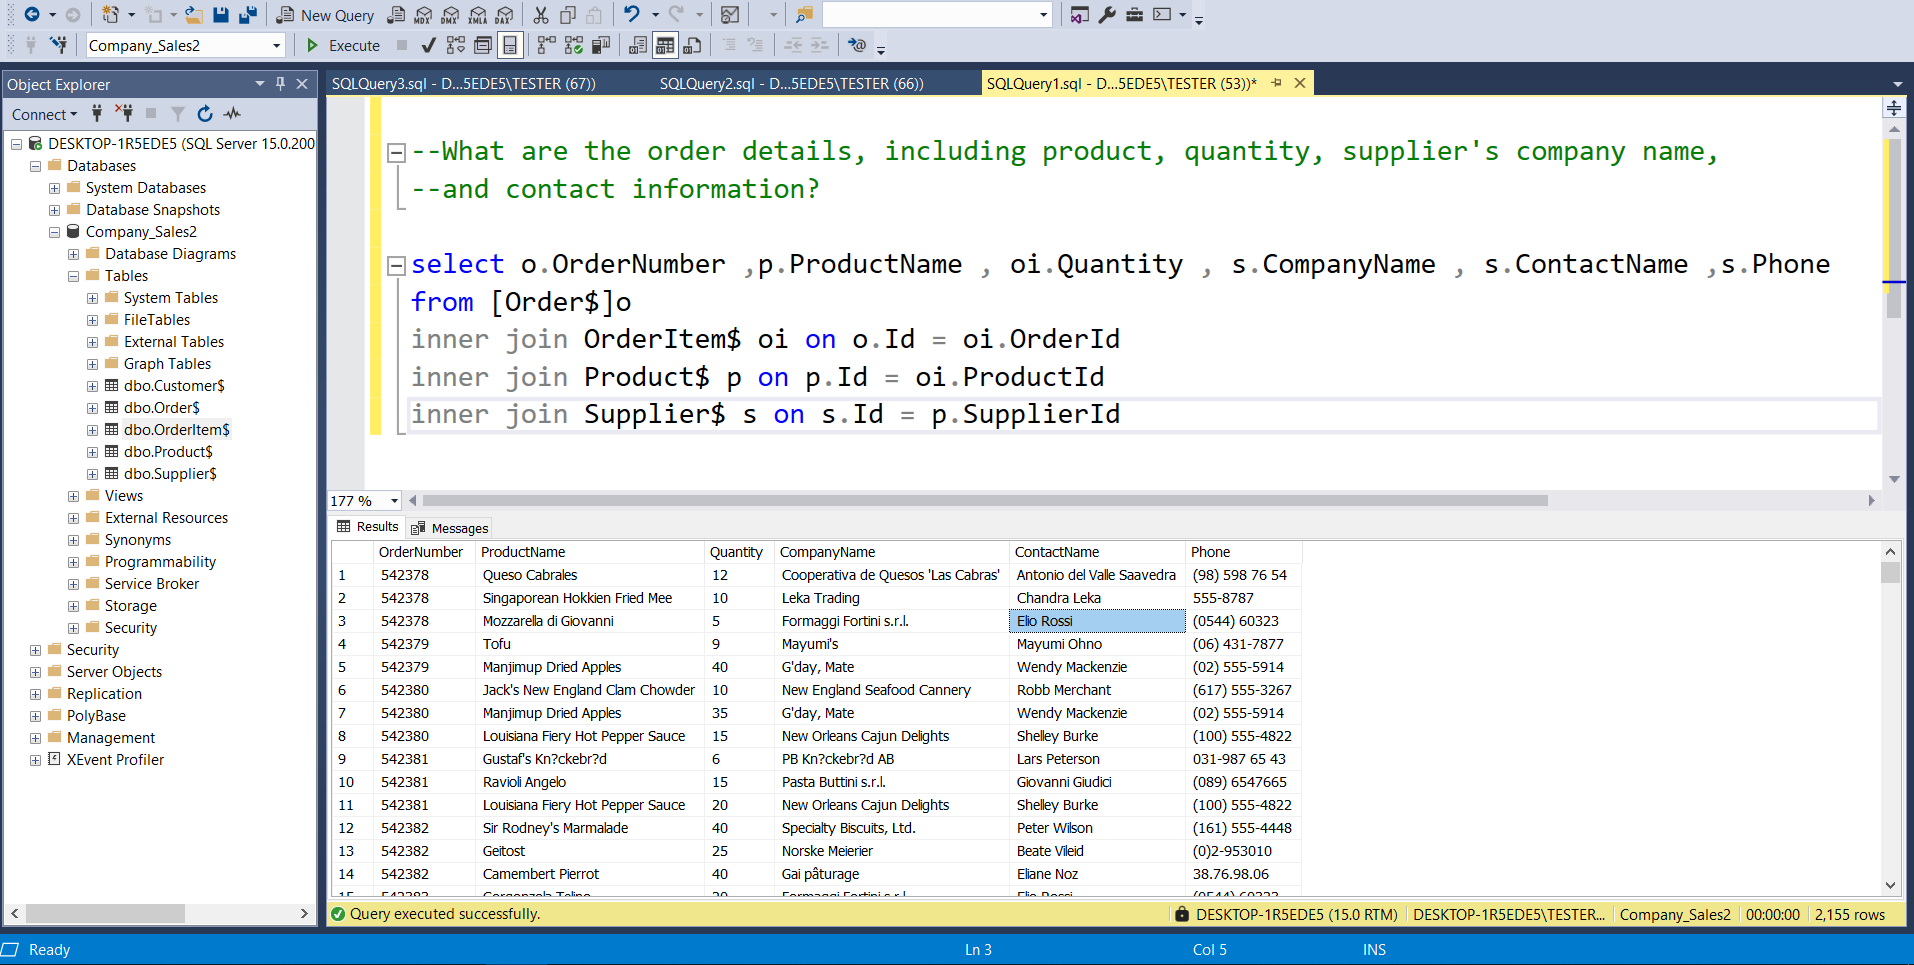 New Query MDX DMX XMLA DAX
Company_Sales2 Execute
Object Explorer
Connect
DESKTOP-1R5EDE5 (SQL Server 15.0.200
Databases
System Databases
Database Snapshots
Company_Sales2
Database Diagrams
Tables
System Tables
FileTables
External Tables
Graph Tables
dbo.Customer$
dbo.Order$
dbo.OrderItem$
dbo.Product$
dbo.Supplier$
Views
External Resources
Synonyms
Programmability
Service Broker
Storage
Security
Security
Server Objects
Replication
PolyBase
Management
XEvent Profiler
SQLQuery3.sql - D...5EDE5\TESTER (67)) SQLQuery2.sql - D...5EDE5\TESTER (66)) SQLQuery1.sql - D...5EDE5\TESTER (53))*
--What are the order details, including product, quantity, supplier's company name,
--and contact information?
select o.OrderNumber ,p.ProductName , oi.Quantity , s.CompanyName , s.ContactName ,s.Phone
from [Order$]o
inner join OrderItem$ oi on o.Id = oi.OrderId
inner join Product$ p on p.Id = oi.ProductId
inner join Supplier$ s on s.Id = p.SupplierId
177 %
Results Messages
OrderNumber ProductName Quantity CompanyName ContactName Phone
1 542378 Queso Cabrales 12 Cooperativa de Quesos 'Las Cabras' Antonio del Valle Saavedra (98) 598 76 54
2 542378 Singaporean Hokkien Fried Mee 10 Leka Trading Chandra Leka 555-8787
3 542378 Mozzarella di Giovanni 5 Formaggi Fortini s.r.l. Elio Rossi (0544) 60323
4 542379 Tofu 9 Mayumi's Mayumi Ohno (06) 431-7877
5 542379 Manjimup Dried Apples 40 G'day, Mate Wendy Mackenzie (02) 555-5914
6 542380 Jack's New England Clam Chowder 10 New England Seafood Cannery Robb Merchant (617) 555-3267
7 542380 Manjimup Dried Apples 35 G'day, Mate Wendy Mackenzie (02) 555-5914
8 542380 Louisiana Fiery Hot Pepper Sauce 15 New Orleans Cajun Delights Shelley Burke (100) 555-4822
9 542381 Gustaf's Kn?ckebr?d 6 PB Kn?ckebr?d AB Lars Peterson 031-987 65 43
10 542381 Ravioli Angelo 15 Pasta Buttini s.r.l. Giovanni Giudici (089) 6547665
11 542381 Louisiana Fiery Hot Pepper Sauce 20 New Orleans Cajun Delights Shelley Burke (100) 555-4822
12 542382 Sir Rodney's Marmalade 40 Specialty Biscuits, Ltd. Peter Wilson (161) 555-4448
13 542382 Geitost 25 Norske Meierier Beate Vileid (0)2-953010
14 542382 Camembert Pierrot 40 Gai pâturage Eliane Noz 38.76.98.06
15 542383 Gorgonzola Telino 20 Formaggi Fortini s.r.l. Elio Rossi (0544) 60323
Query executed successfully. DESKTOP-1R5EDE5 (15.0 RTM) DESKTOP-1R5EDE5\TESTER... Company_Sales2 00:00:00 2,155 rows
Ready Ln 3 Col 5 INS